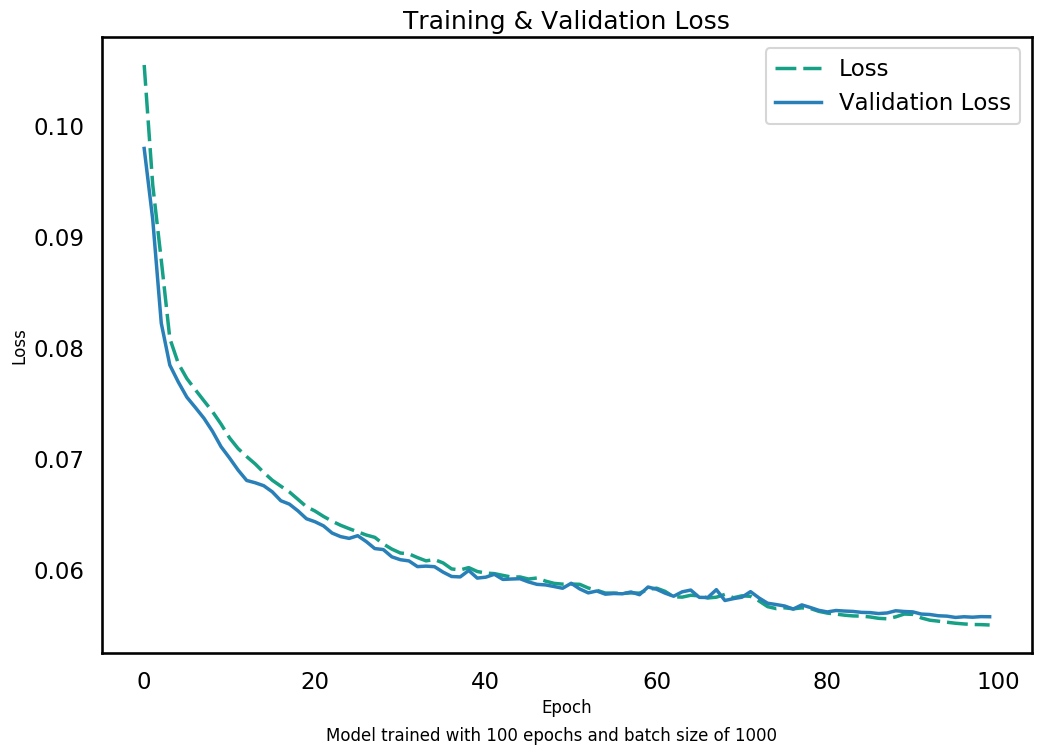 Training & Validation Loss
Loss
Validation Loss
0.10
0.09
0.08
0.07
0.06
Loss
0 20 40 60 80 100
Epoch
Model trained with 100 epochs and batch size of 1000